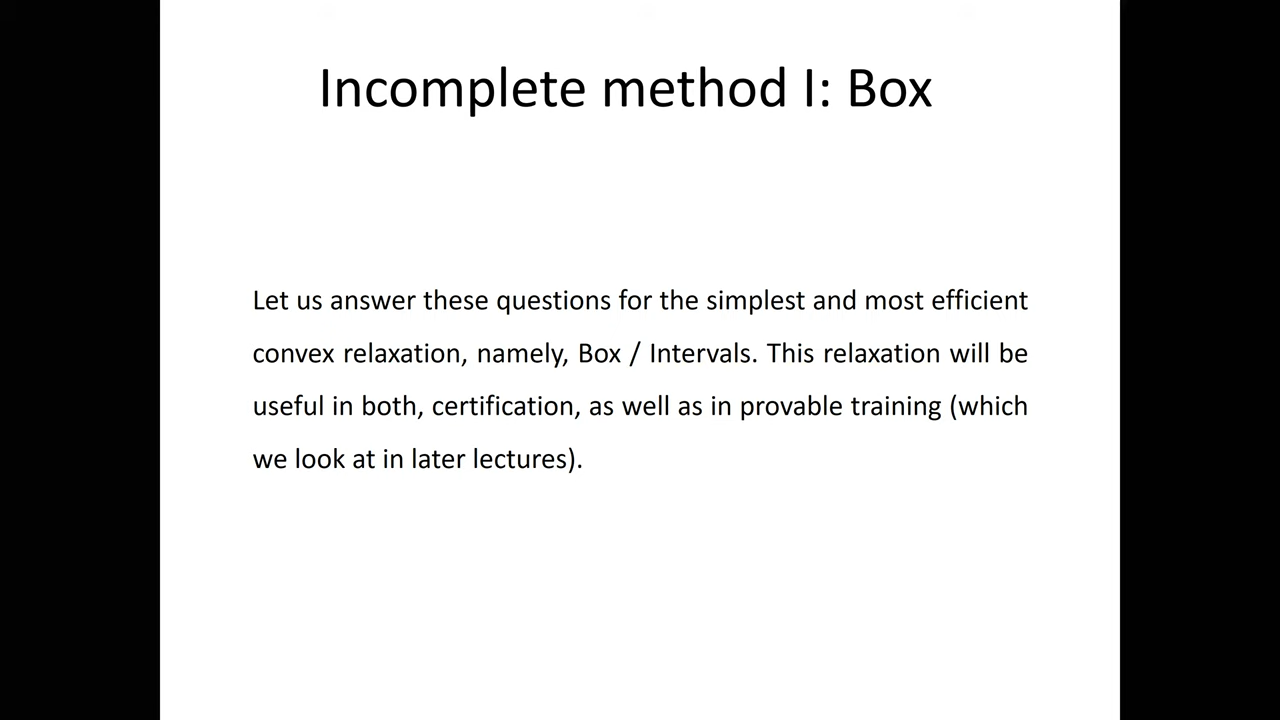 Incomplete method I: Box
Let us answer these questions for the simplest and most efficient
convex relaxation, namely, Box / Intervals. This relaxation will be
useful in both, certification, as well as in provable training (which
we look at in later lectures).